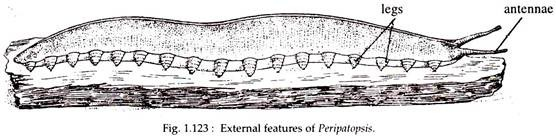 legs
antennae
Fig. 1.123 : External features of Peripatopsis.